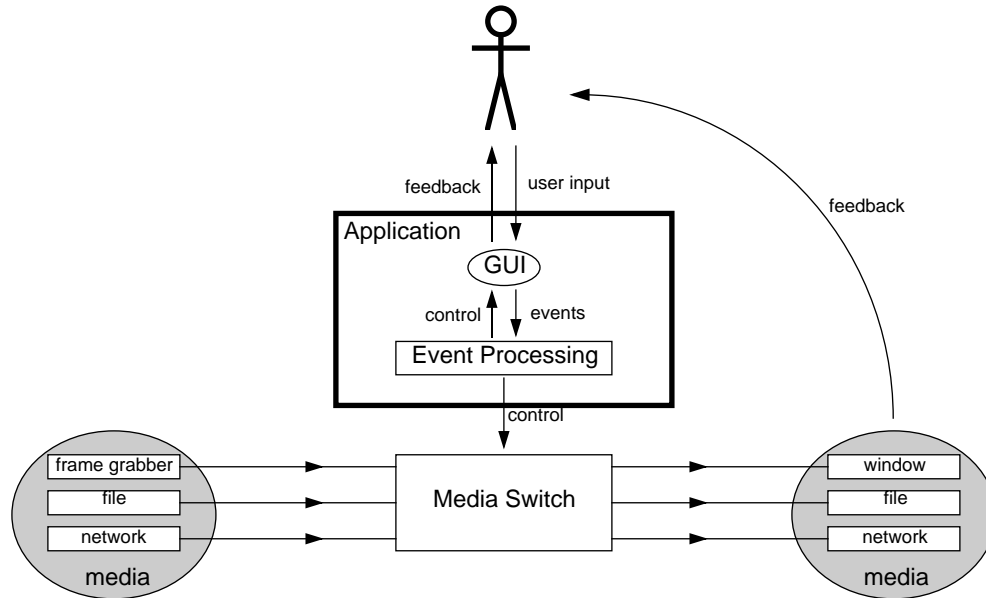 feedback
user input
feedback
Application
GUI
control
events
Event Processing
control
frame grabber
file
network
media
Media Switch
window
file
network
media